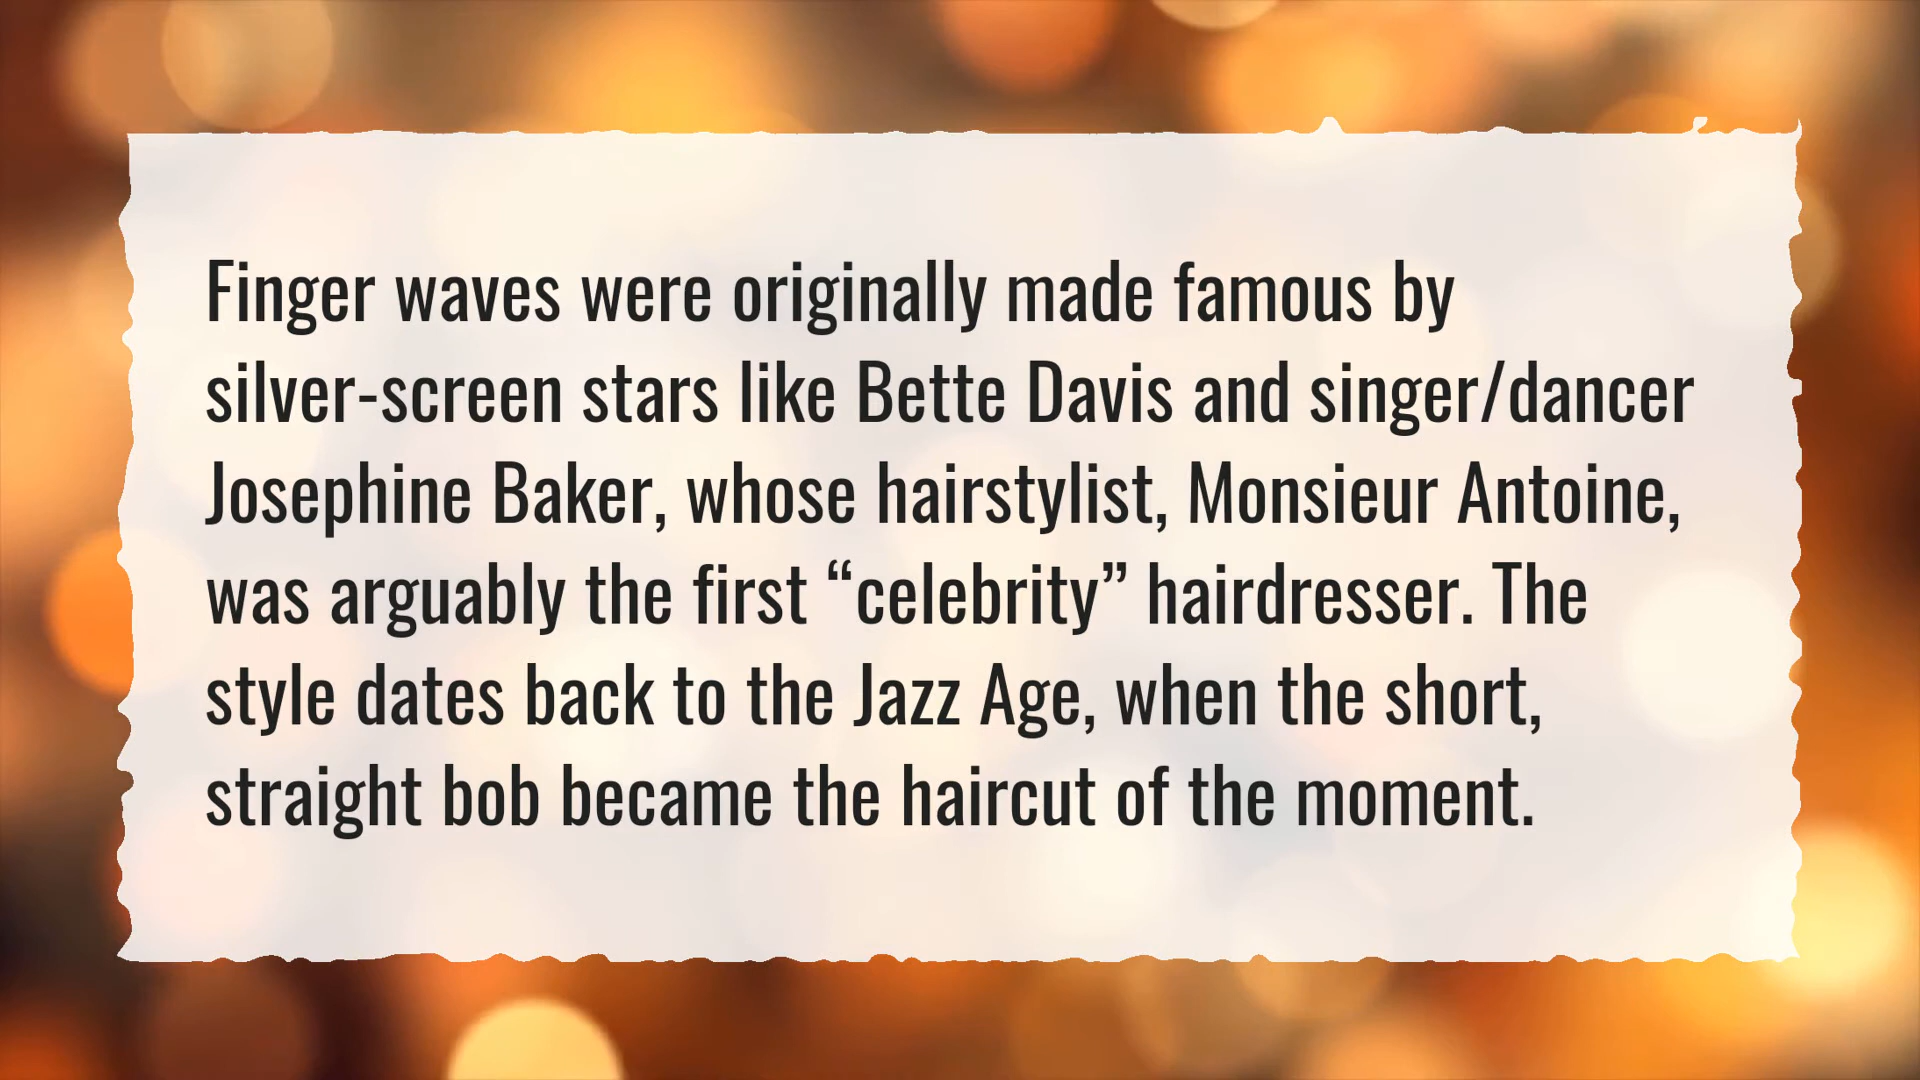 Finger waves were originally made famous by
silver-screen stars like Bette Davis and singer/dancer
Josephine Baker, whose hairstylist, Monsieur Antoine,
was arguably the first “celebrity” hairdresser. The
style dates back to the Jazz Age, when the short,
straight bob became the haircut of the moment.